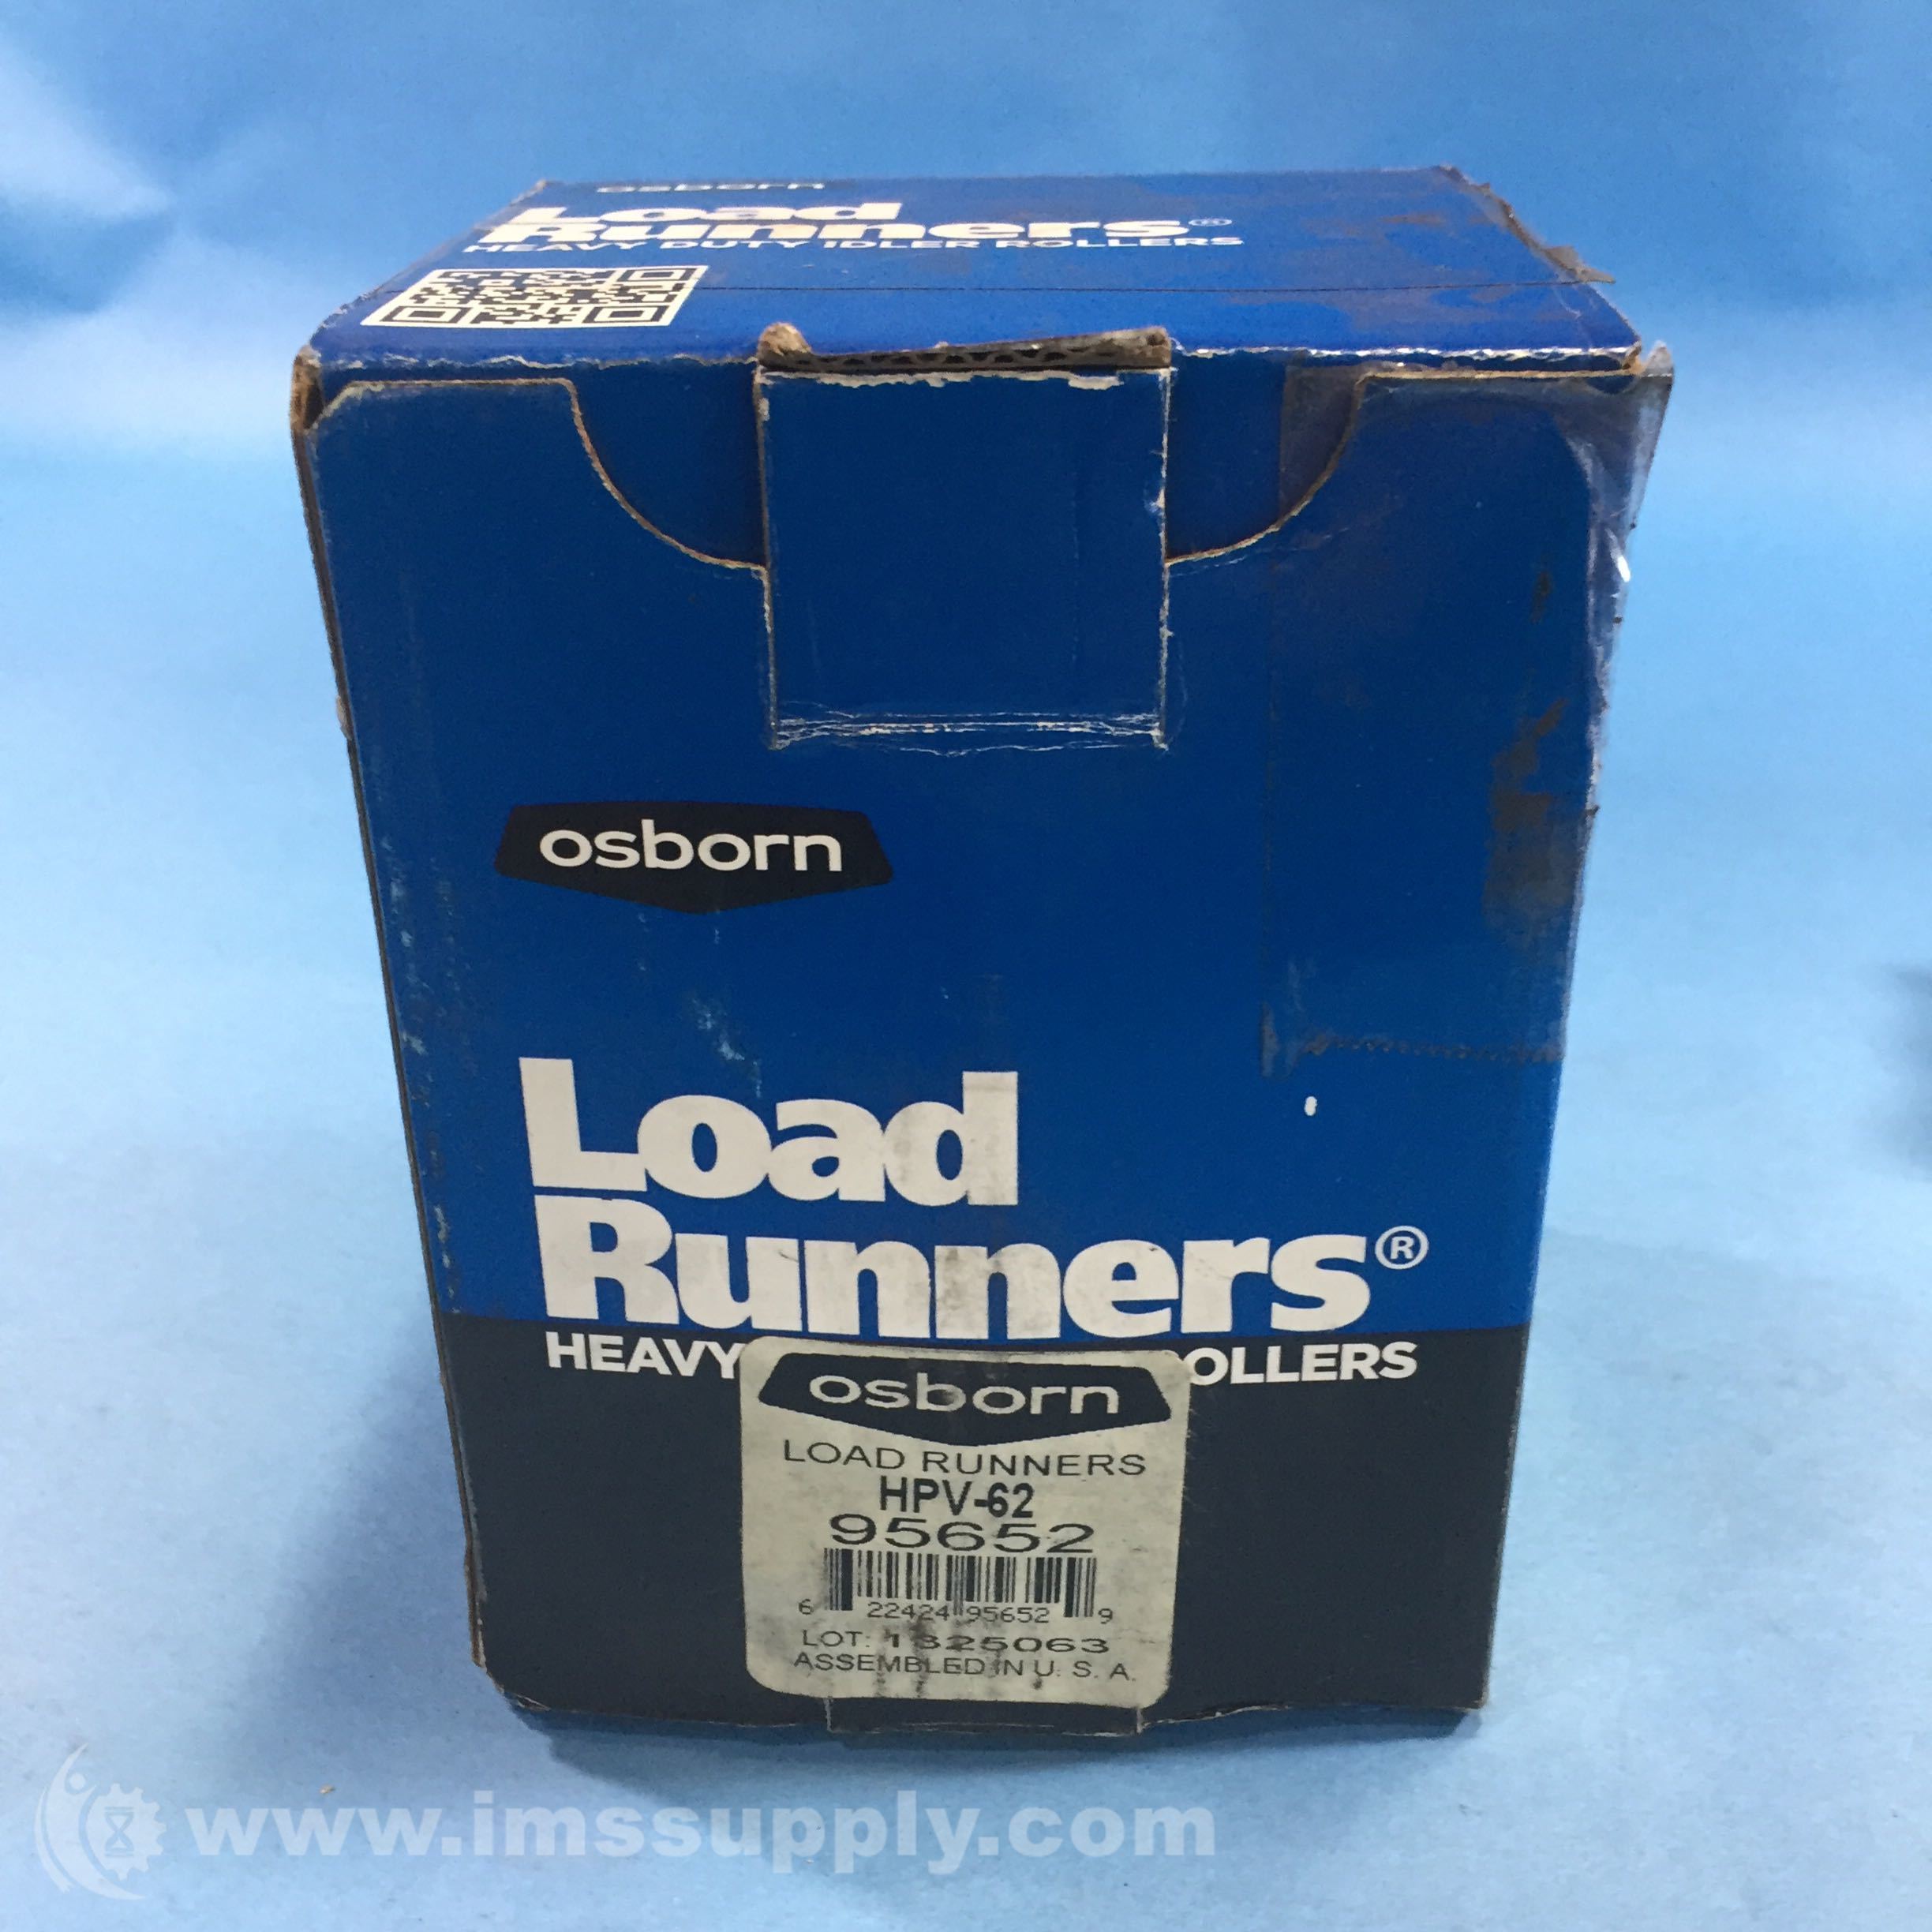 osborn
Load
Runners®
HEAVY DUTY IDLER ROLLERS
osborn
Load
Runners®
HEAVY OLLERS
osborn
LOAD RUNNERS
HPV-62
95652
6 22424 95652 9
LOT: 1325063
ASSEMBLED IN U. S. A.
www.imssupply.com